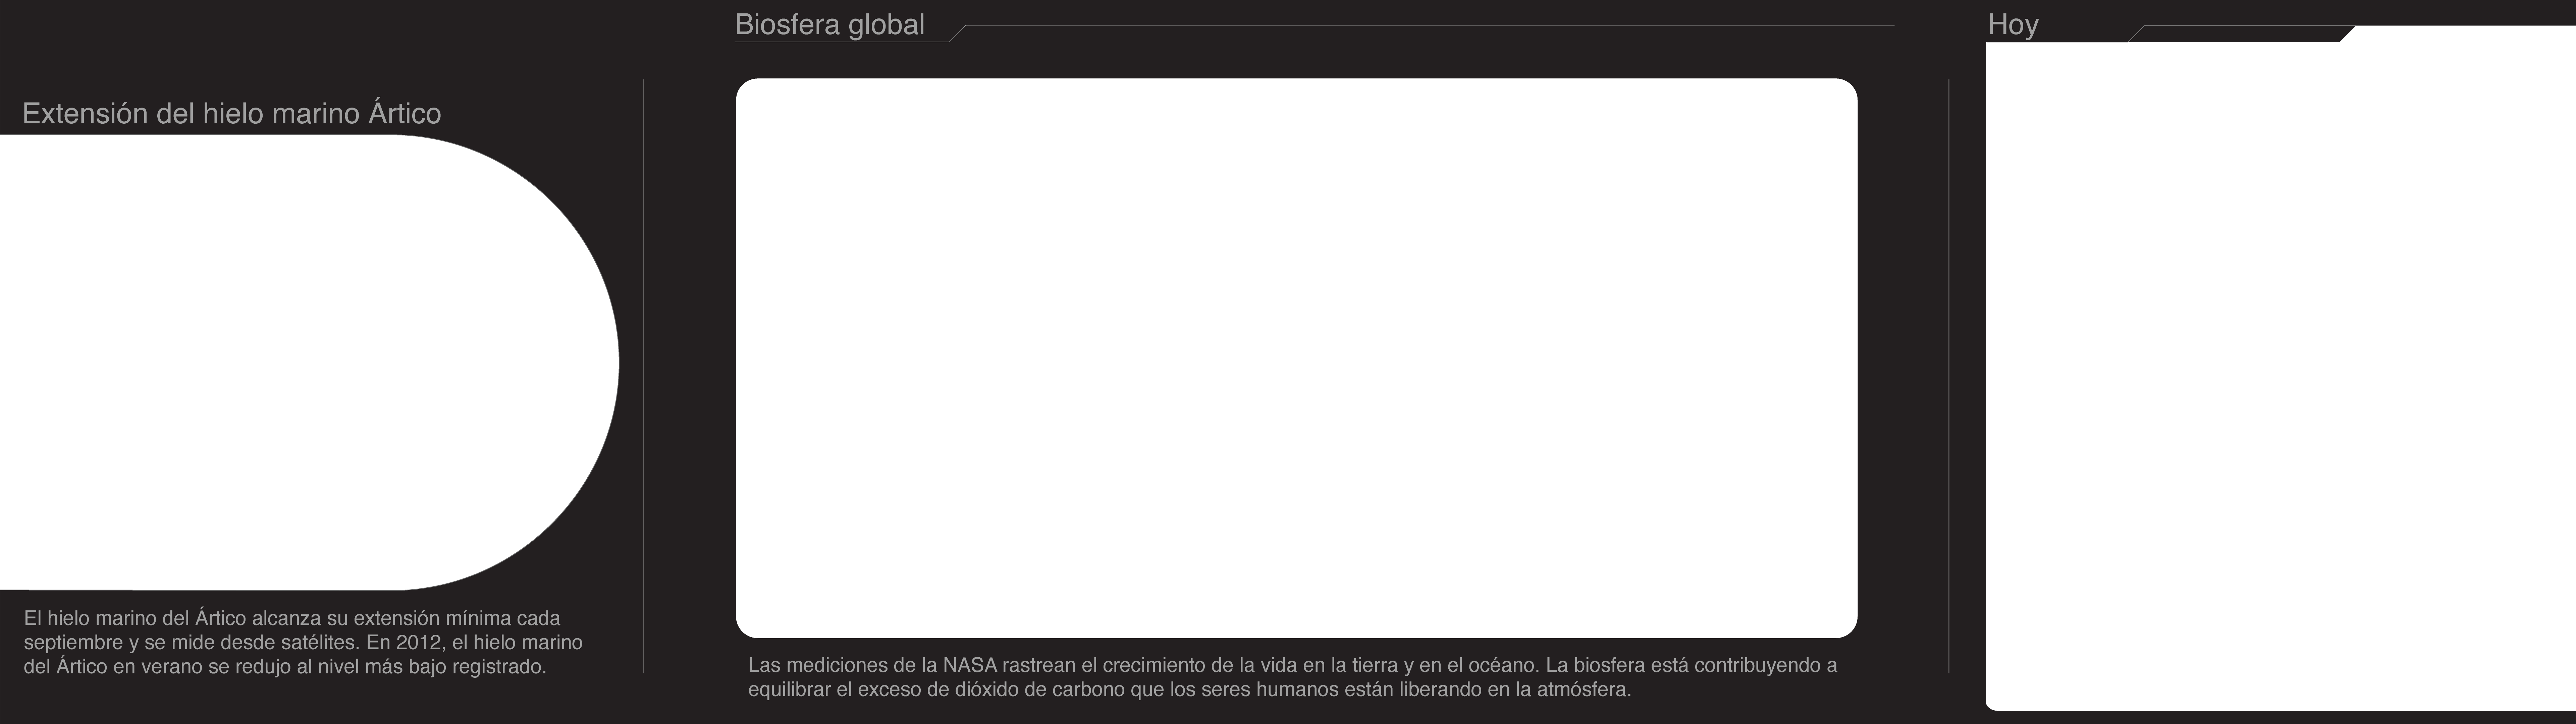 Extensión del hielo marino Ártico
El hielo marino del Ártico alcanza su extensión mínima cada
septiembre y se mide desde satélites. En 2012, el hielo marino
del Ártico en verano se redujo al nivel más bajo registrado.
Biosfera global
Las mediciones de la NASA rastrean el crecimiento de la vida en la tierra y en el océano. La biosfera está contribuyendo a
equilibrar el exceso de dióxido de carbono que los seres humanos están liberando en la atmósfera.
Hoy